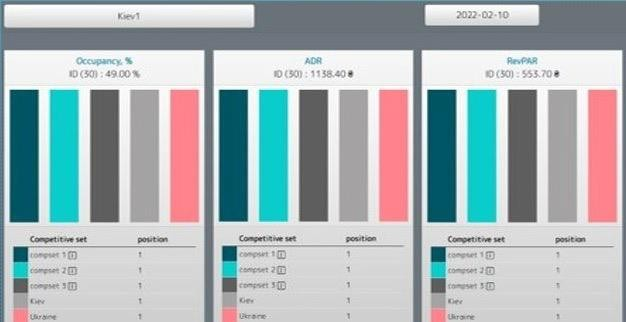 Kiev1
2022-02-10
Occupancy, %
ID (30) : 49.00 %
ADR
ID (30) : 1138.40 ₴
RevPAR
ID (30) : 553.70 ₴
Competitive set position
compset 1 1
compset 2 1
compset 3 1
Kiev 1
Ukraine 1
Competitive set position
compset 1 1
compset 2 1
compset 3 1
Kiev 1
Ukraine 1
Competitive set position
compset 1 1
compset 2 1
compset 3 1
Kiev 1
Ukraine 1